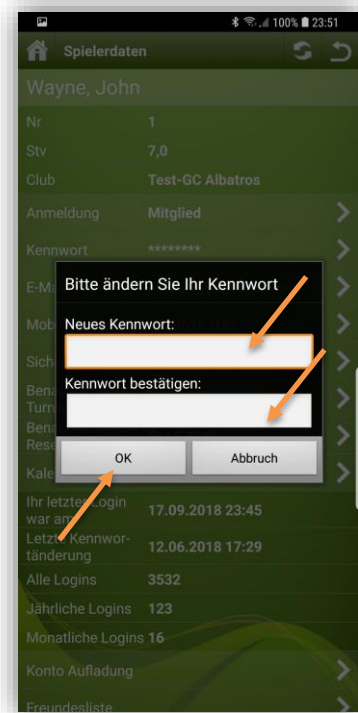 100% 23:51
Spielerdaten
Wayne, John
Nr 1
Stv 7,0
Club Test-GC Albatros
Anmeldung Mitglied
Kennwort ********
Bitte ändern Sie Ihr Kennwort
Neues Kennwort:
Kennwort bestätigen:
OK Abbruch
Ihr letzter Login
war am 17.09.2018 23:45
Letzte Kennwor-
tänderung 12.06.2018 17:29
Alle Logins 3532
Jährliche Logins 123
Monatliche Logins 16
Konto Aufladung
Freundesliste